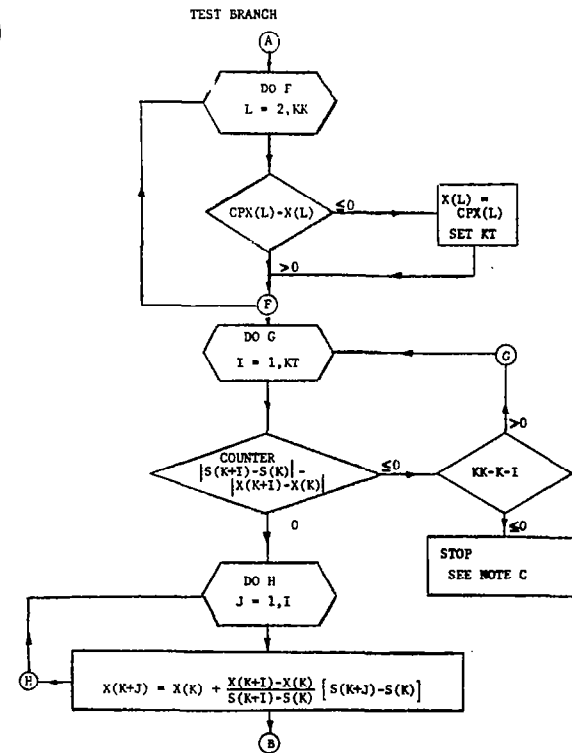 TEST BRANCH
A
DO F
L = 2,KK
CPX(L)-X(L)
≤0
X(L) =
CPX(L)
SET KT
>0
F
DO G
I = 1,KT
G
>0
COUNTER
|S(K+I)-S(K)| -
|X(K+I)-X(K)|
≤0
KK-K-I
0
≤0
STOP
SEE NOTE C
DO H
J = 1,I
H
X(K+J) = X(K) + X(K+I)-X(K) / S(K+I)-S(K) [S(K+J)-S(K)]
B